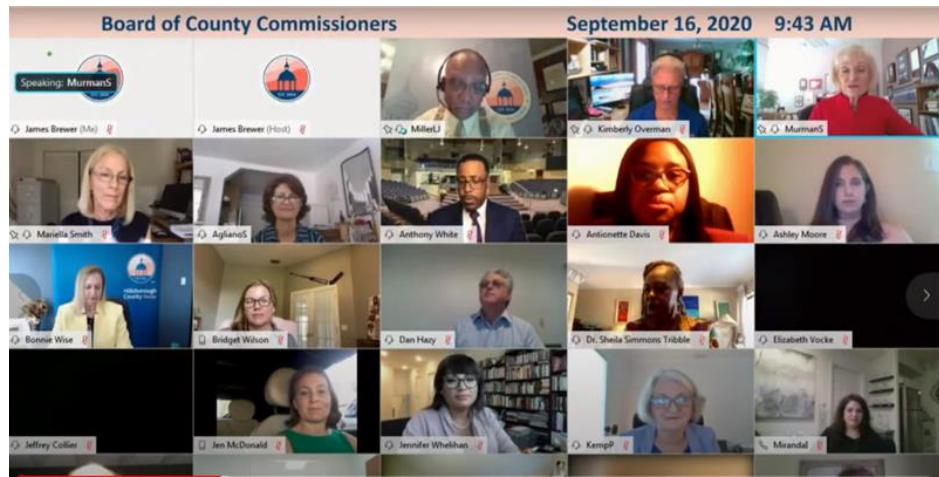 Board of County Commissioners
September 16, 2020 9:43 AM
Speaking: MurmanS
James Brewer (Me)
James Brewer (Host)
MillerLJ
Kimberly Overman
MurmanS
Mariella Smith
AglianoS
Anthony White
Antionette Davis
Ashley Moore
Hillsborough
County
Bonnie Wise
Bridget Wilson
Dan Hazy
Dr. Sheila Simmons Tribble
Elizabeth Vocke
Jeffrey Collier
Jen McDonald
Jennifer Whelihan
KempP
Mirandal